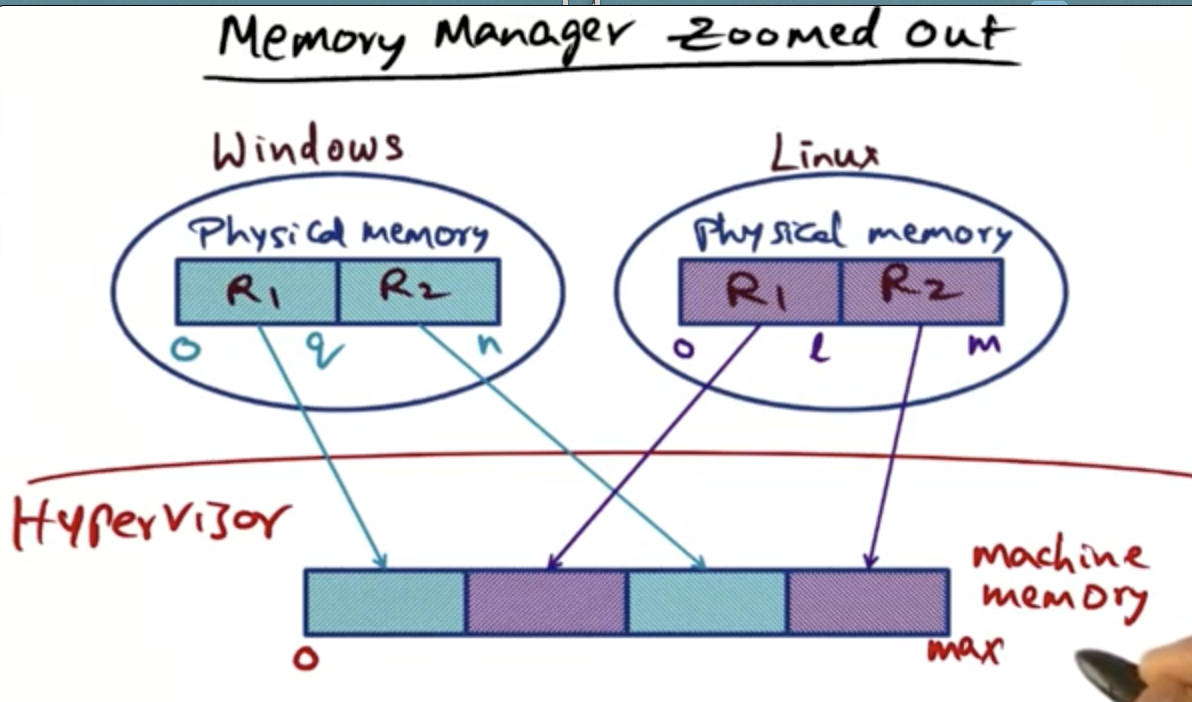 Memory Manager Zoomed Out
Windows
Linux
Physical memory
Physical memory
R1 R2
R1 R2
0 q n
0 l m
Hypervisor
machine
memory
0
max